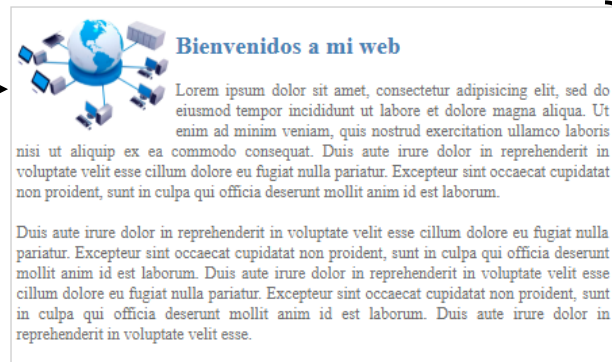 Bienvenidos a mi web
Lorem ipsum dolor sit amet, consectetur adipisicing elit, sed do
eiusmod tempor incididunt ut labore et dolore magna aliqua. Ut
enim ad minim veniam, quis nostrud exercitation ullamco laboris
nisi ut aliquip ex ea commodo consequat. Duis aute irure dolor in reprehenderit in
voluptate velit esse cillum dolore eu fugiat nulla pariatur. Excepteur sint occaecat cupidatat
non proident, sunt in culpa qui officia deserunt mollit anim id est laborum.
Duis aute irure dolor in reprehenderit in voluptate velit esse cillum dolore eu fugiat nulla
pariatur. Excepteur sint occaecat cupidatat non proident, sunt in culpa qui officia deserunt
mollit anim id est laborum. Duis aute irure dolor in reprehenderit in voluptate velit esse
cillum dolore eu fugiat nulla pariatur. Excepteur sint occaecat cupidatat non proident, sunt
in culpa qui officia deserunt mollit anim id est laborum. Duis aute irure dolor in
reprehenderit in voluptate velit esse.